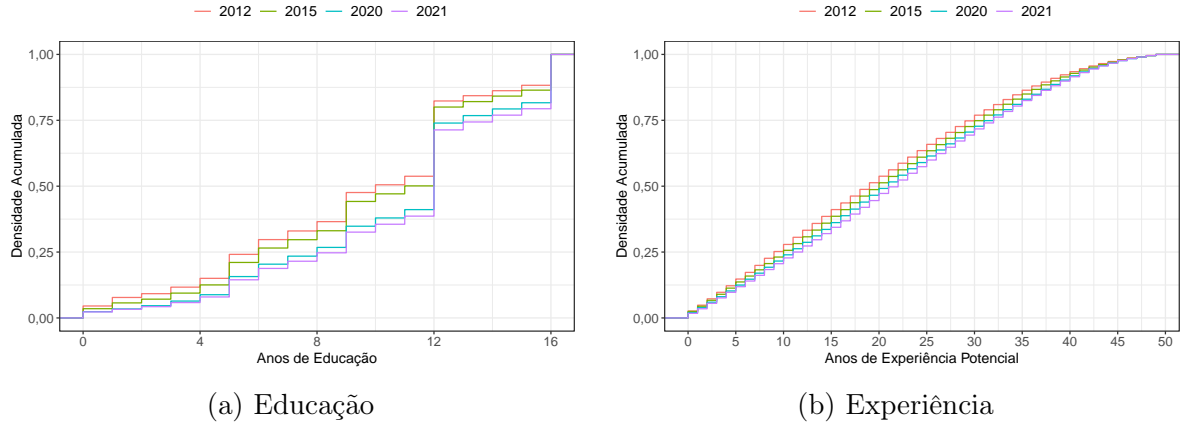 2012 2015 2020 2021
1,00
0,75
0,50
0,25
0,00
Densidade Acumulada
0 4 8 12 16
Anos de Educação
(a) Educação
2012 2015 2020 2021
1,00
0,75
0,50
0,25
0,00
Densidade Acumulada
0 5 10 15 20 25 30 35 40 45 50
Anos de Experiência Potencial
(b) Experiência